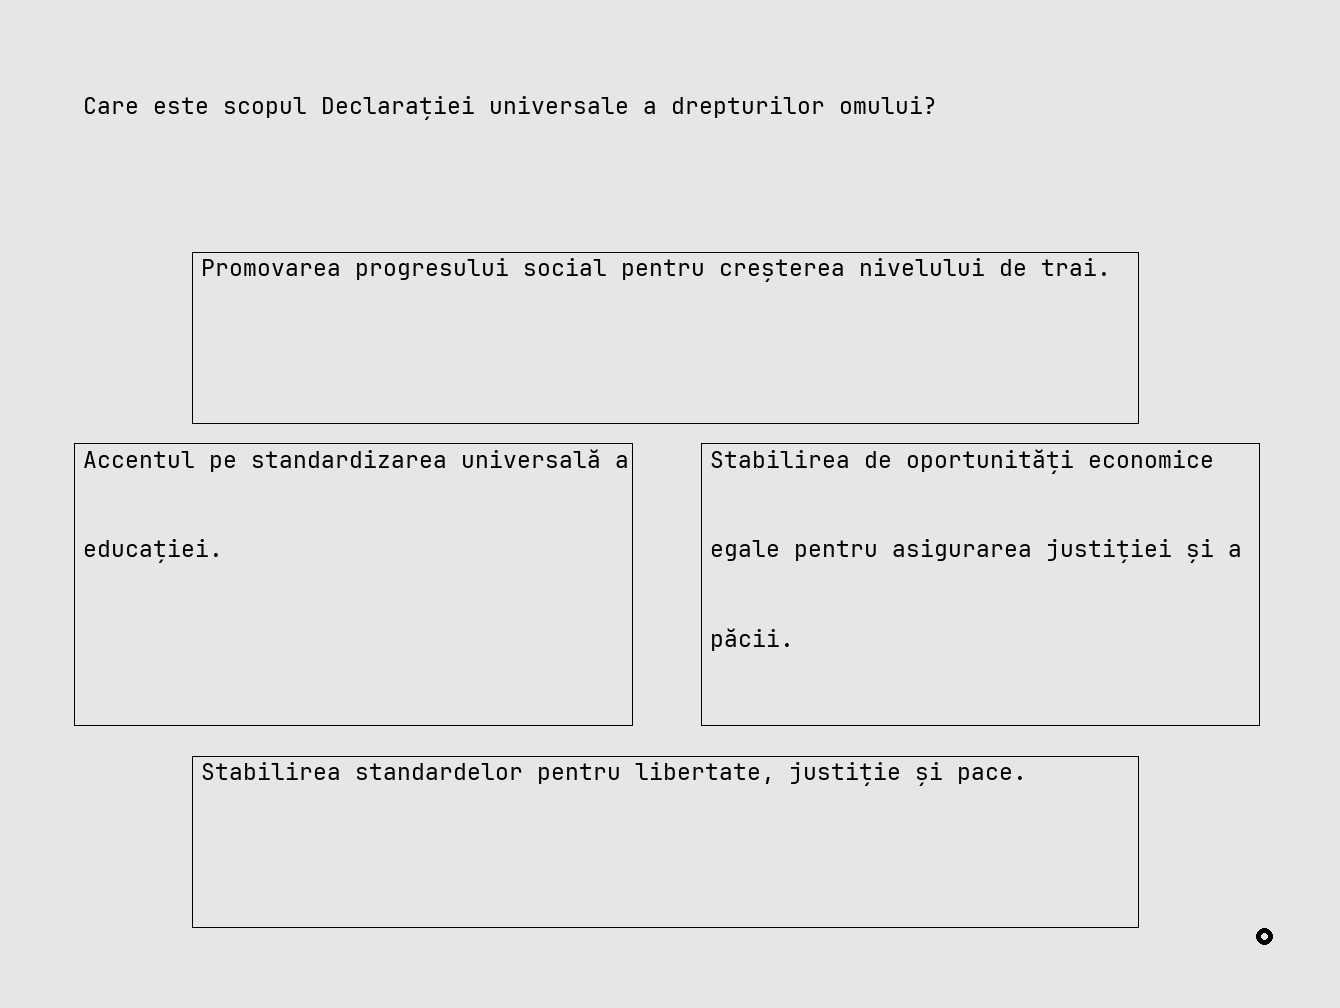 Care este scopul Declarației universale a drepturilor omului?
Promovarea progresului social pentru creșterea nivelului de trai.
Accentul pe standardizarea universală a
educației.
Stabilirea de oportunități economice
egale pentru asigurarea justiției și a
păcii.
Stabilirea standardelor pentru libertate, justiție și pace.